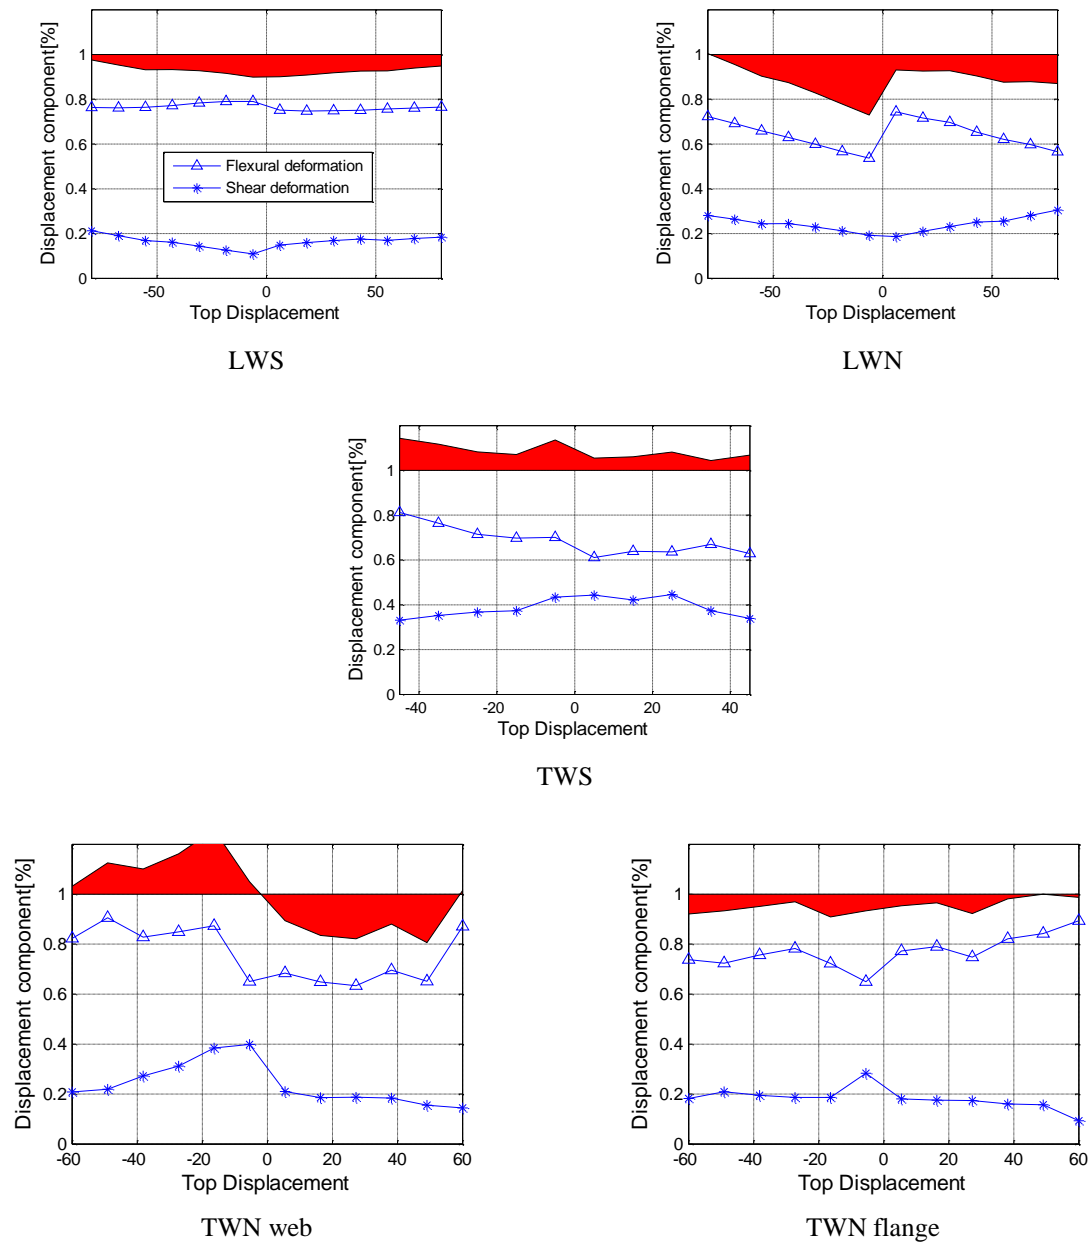 Displacement component[%]
1
0.8
0.6
0.4
0.2
0
Flexural deformation
Shear deformation
-50 0 50
Top Displacement
LWS
Displacement component[%]
1
0.8
0.6
0.4
0.2
0
-50 0 50
Top Displacement
LWN
Displacement component[%]
1
0.8
0.6
0.4
0.2
0
-40 -20 0 20 40
Top Displacement
TWS
Displacement component[%]
1
0.8
0.6
0.4
0.2
0
-60 -40 -20 0 20 40 60
Top Displacement
TWN web
Displacement component[%]
1
0.8
0.6
0.4
0.2
0
-60 -40 -20 0 20 40 60
Top Displacement
TWN flange